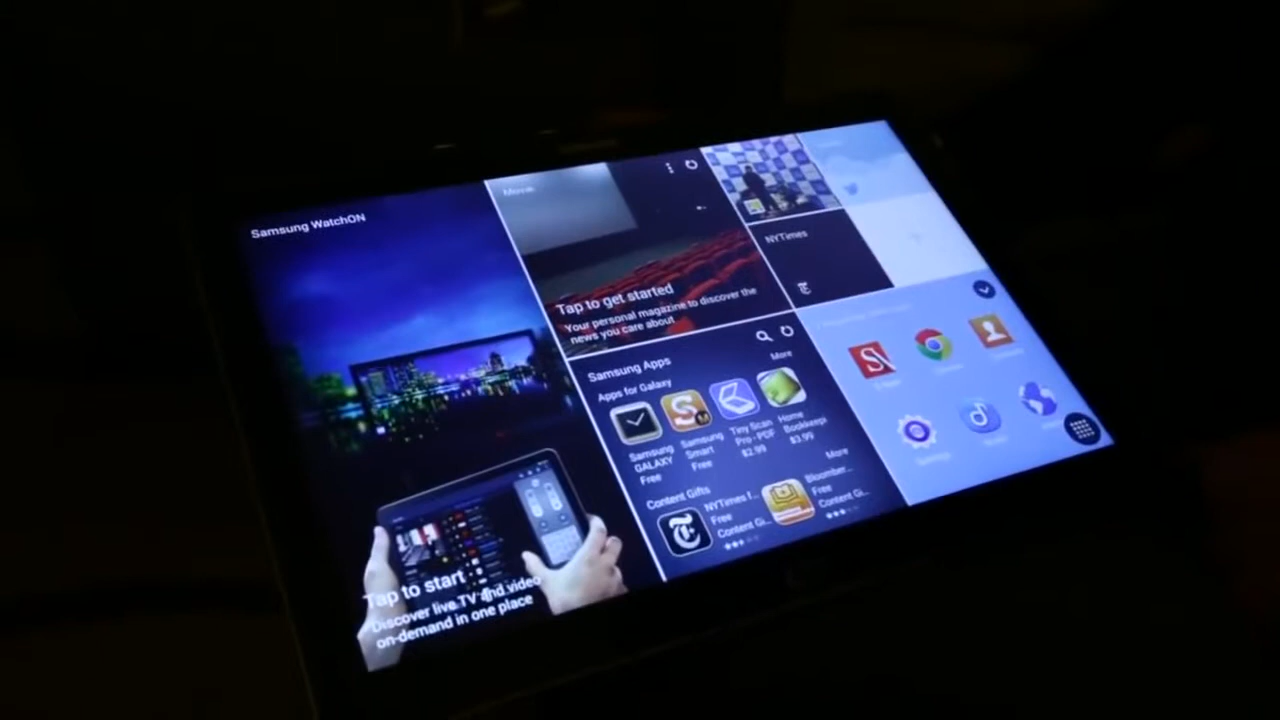 Samsung WatchON
Tap to start
Discover live TV and video
on-demand in one place
Tap to get started
Your personal magazine to discover the
news you care about
Samsung Apps
Apps for Galaxy
More
Samsung
GALAXY
Free
Samsung
Smart
Free
Tiny Scan
Pro - PDF
$2.99
Home
Bookkeepi
$3.99
Content Gifts
More
NYTimes f...
Free
Content Gi...
Bloomber...
Free
Content Gi...
NYTimes